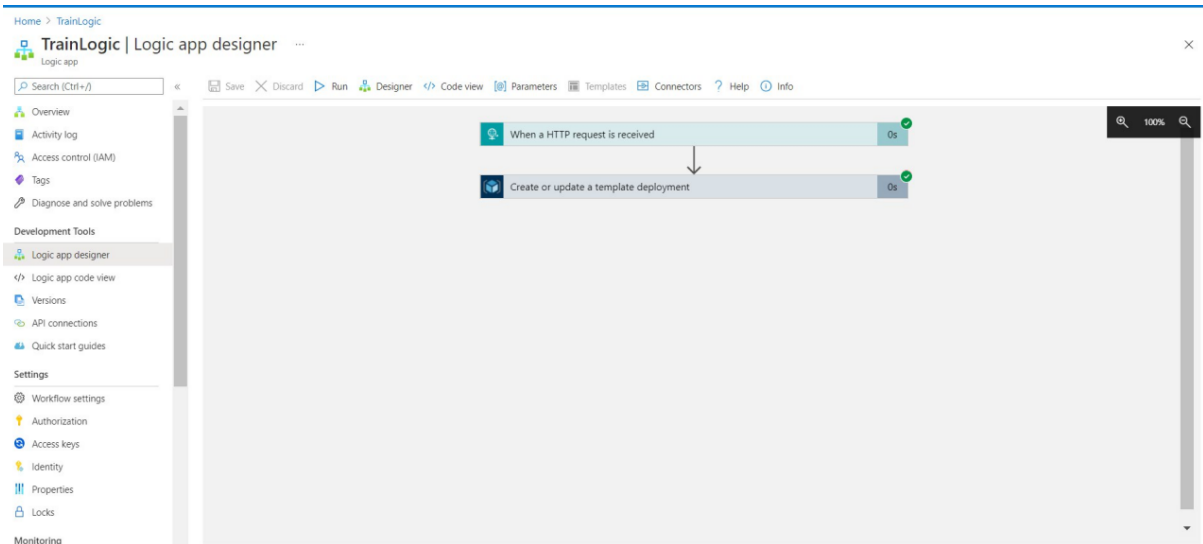 Home > TrainLogic
TrainLogic | Logic app designer ...
Logic app
Search (Ctrl+/) «
Save Discard Run Designer Code view Parameters Templates Connectors ? Help Info
Overview
Activity log
Access control (IAM)
Tags
Diagnose and solve problems
Development Tools
Logic app designer
</> Logic app code view
Versions
API connections
Quick start guides
Settings
Workflow settings
Authorization
Access keys
Identity
Properties
Locks
Monitoring
When a HTTP request is received 0s
Create or update a template deployment 0s
100%